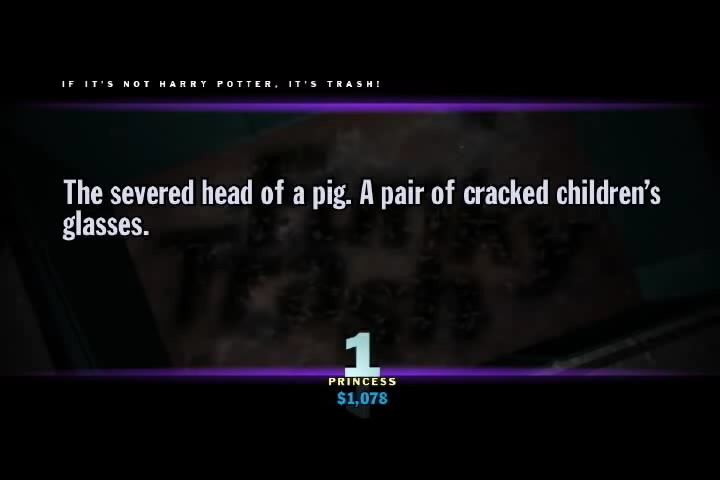 IF IT'S NOT HARRY POTTER, IT'S TRASH!
The severed head of a pig. A pair of cracked children's
glasses.
1
PRINCESS
$1,078